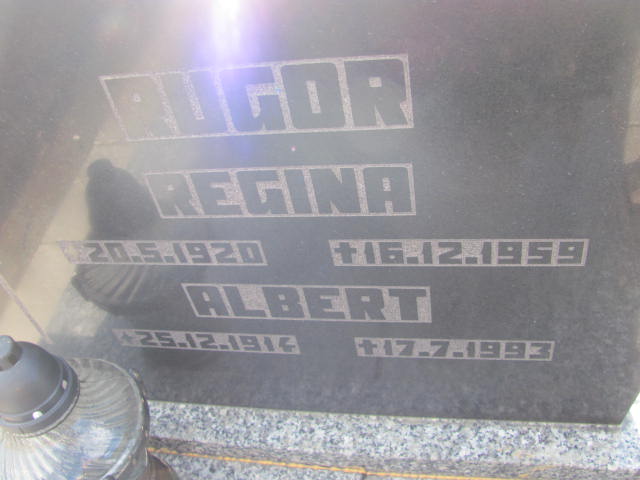 RUGOR
REGINA
*20.5.1920 †16.12.1959
ALBERT
*25.12.1914 †17.7.1993